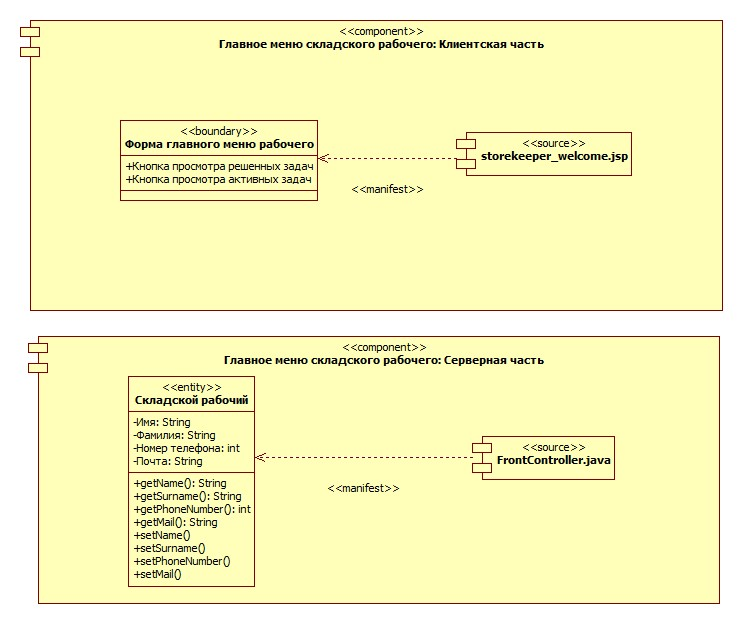 <<component>>
Главное меню складского рабочего: Клиентская часть
<<boundary>>
Форма главного меню рабочего
+Кнопка просмотра решенных задач
+Кнопка просмотра активных задач
<<source>>
storekeeper_welcome.jsp
<<manifest>>
<<component>>
Главное меню складского рабочего: Серверная часть
<<entity>>
Складской рабочий
-Имя: String
-Фамилия: String
-Номер телефона: int
-Почта: String
+getName(): String
+getSurname(): String
+getPhoneNumber(): int
+getMail(): String
+setName()
+setSurname()
+setPhoneNumber()
+setMail()
<<source>>
FrontController.java
<<manifest>>